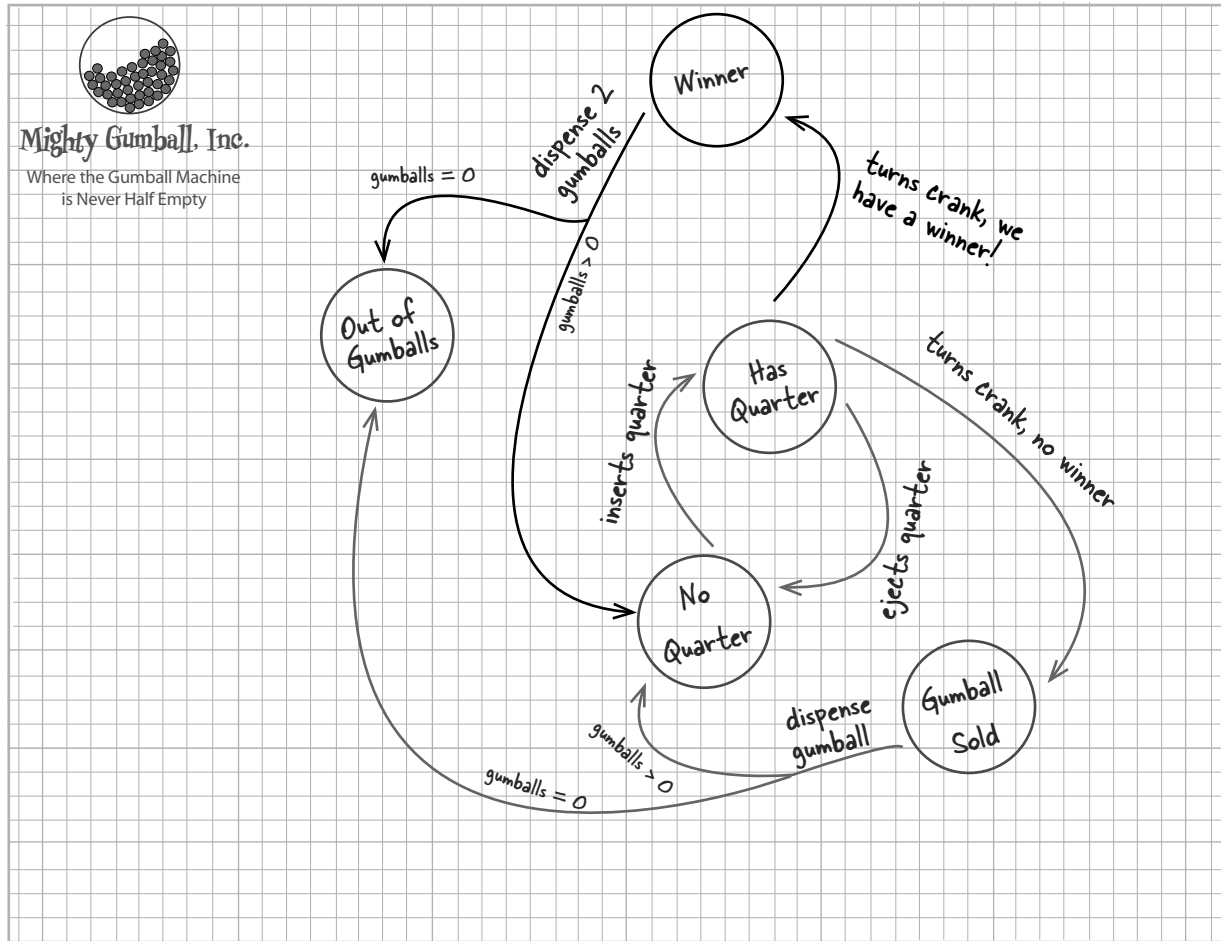 Mighty Gumball, Inc.
Where the Gumball Machine
is Never Half Empty
Winner
dispense 2
gumballs
gumballs = 0
gumballs > 0
turns crank, we
have a winner!
Out of
Gumballs
Has
Quarter
inserts quarter
turns crank, no winner
ejects quarter
No
Quarter
Gumball
Sold
dispense
gumball
gumballs > 0
gumballs = 0